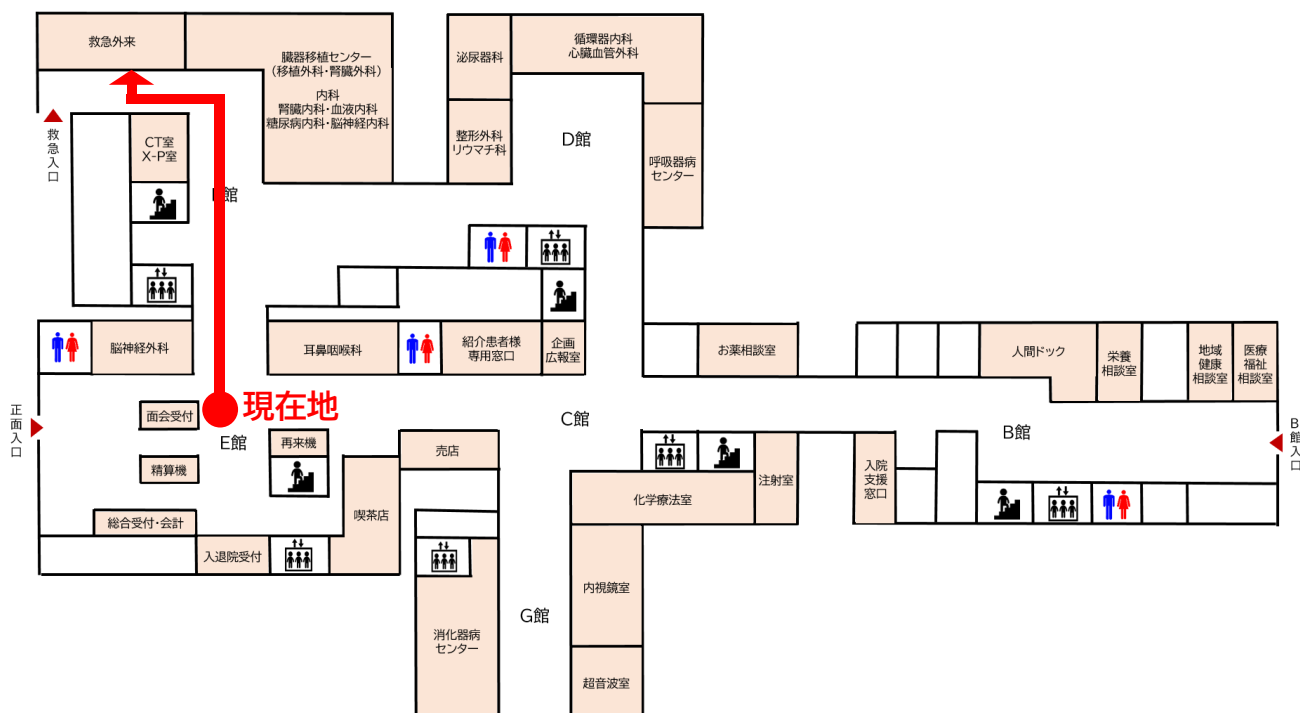 救急外来
臓器移植センター
(移植外科・腎臓外科)
内科
腎臓内科・血液内科
糖尿病内科・脳神経内科
泌尿器科
循環器内科
心臓血管外科
整形外科
リウマチ科
D館
呼吸器病
センター
救急入口
CT室
X-P室
館
脳神経外科
耳鼻咽喉科
紹介患者様
専用窓口
企画
広報室
お薬相談室
人間ドック
栄養
相談室
地域
健康
相談室
医療
福祉
相談室
正面入口
面会受付
現在地
E館
再来機
売店
C館
B館
B館入口
精算機
喫茶店
化学療法室
注射室
入院
支援
窓口
総合受付・会計
入退院受付
内視鏡室
G館
消化器病
センター
超音波室